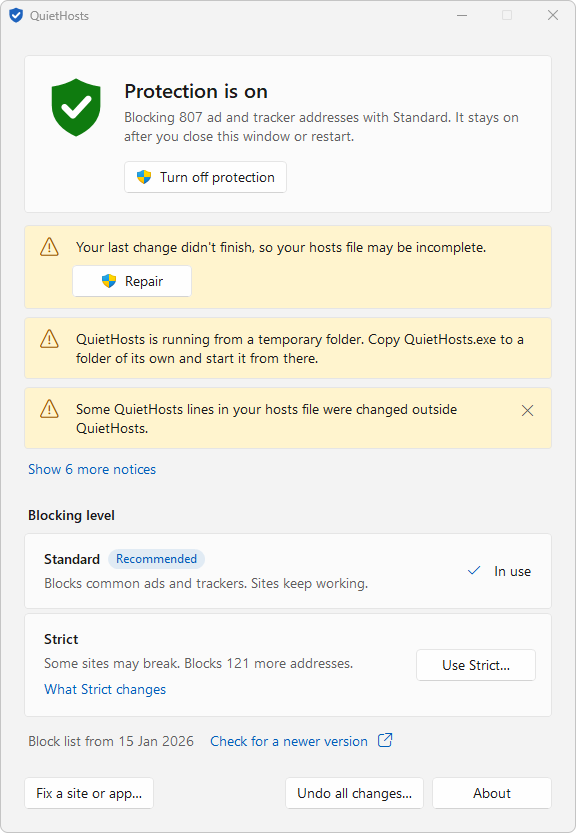 QuietHosts
Protection is on
Blocking 807 ad and tracker addresses with Standard. It stays on
after you close this window or restart.
Turn off protection
Your last change didn't finish, so your hosts file may be incomplete.
Repair
QuietHosts is running from a temporary folder. Copy QuietHosts.exe to a
folder of its own and start it from there.
Some QuietHosts lines in your hosts file were changed outside
QuietHosts.
Show 6 more notices
Blocking level
Standard Recommended
Blocks common ads and trackers. Sites keep working.
In use
Strict
Some sites may break. Blocks 121 more addresses.
What Strict changes
Use Strict...
Block list from 15 Jan 2026 Check for a newer version
Fix a site or app... Undo all changes... About